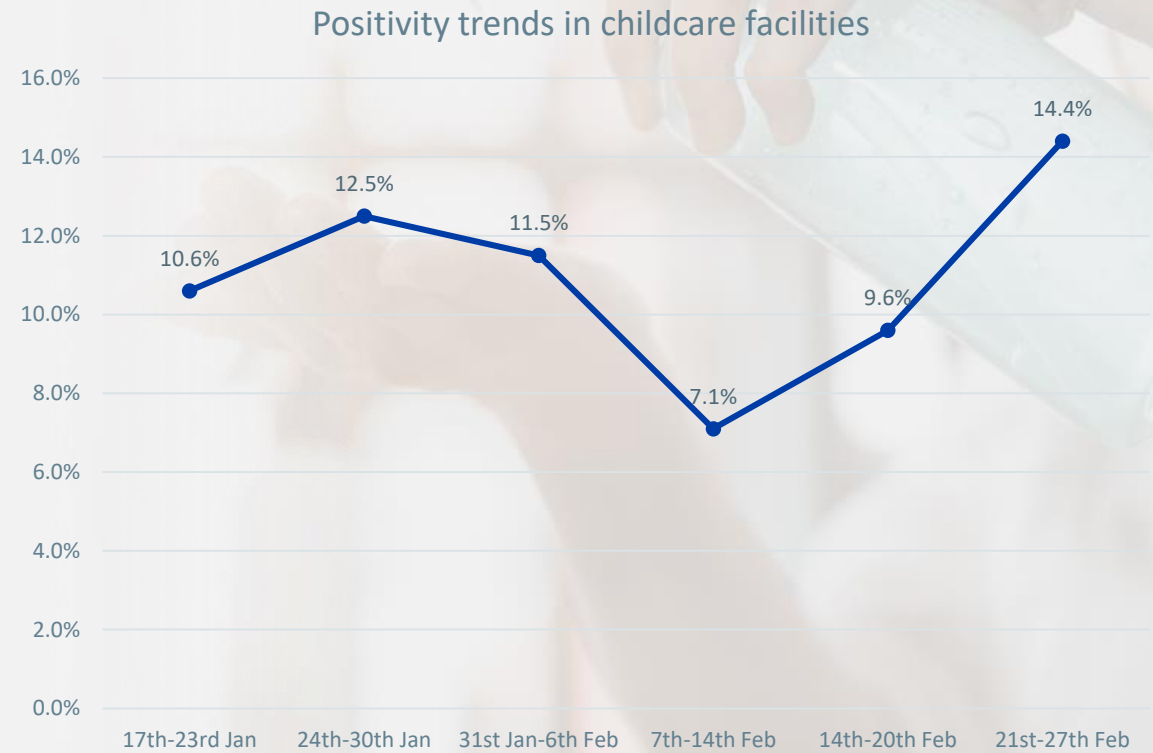 Positivity trends in childcare facilities
16.0%
14.0%
12.0%
10.0%
8.0%
6.0%
4.0%
2.0%
0.0%
10.6%
12.5%
11.5%
7.1%
9.6%
14.4%
17th-23rd Jan
24th-30th Jan
31st Jan-6th Feb
7th-14th Feb
14th-20th Feb
21st-27th Feb